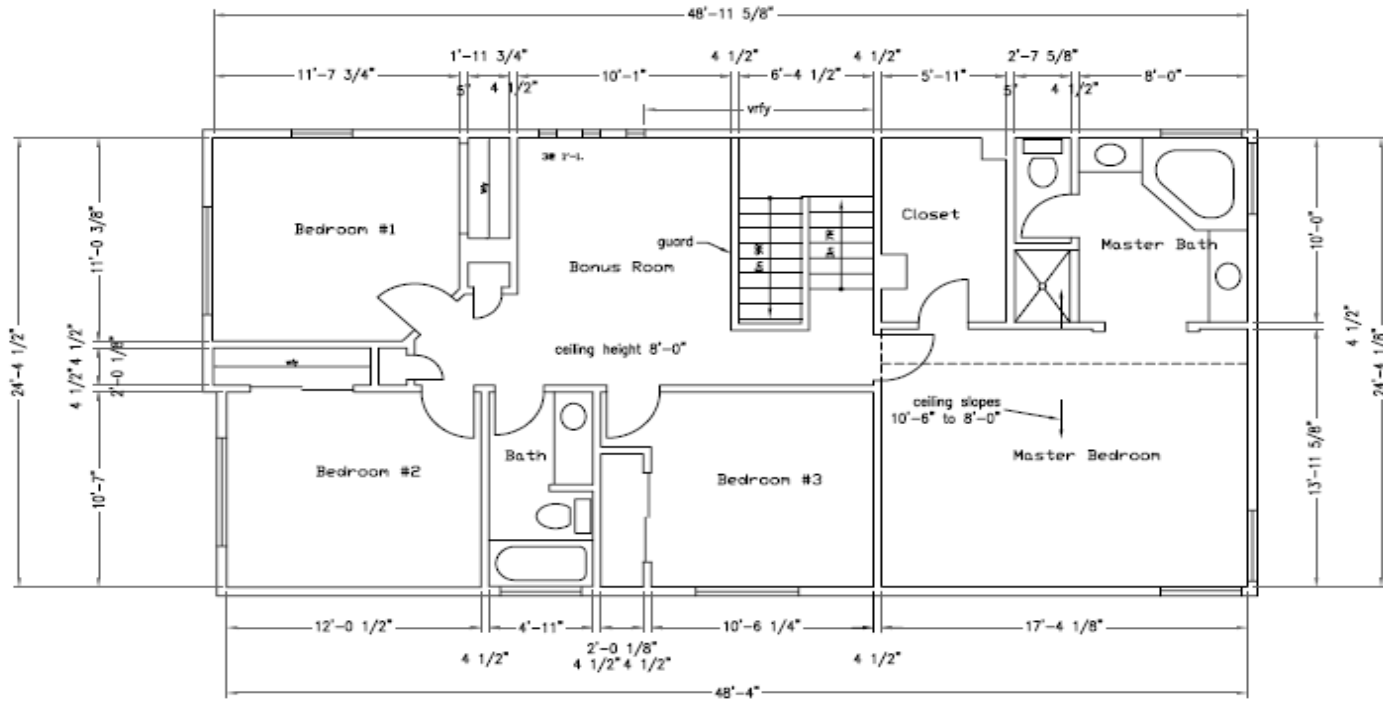 48'-11 5/8"
1'-11 3/4"
4 1/2"
4 1/2"
2'-7 5/8"
11'-7 3/4"
10'-1"
6'-4 1/2"
5'-11"
8'-0"
5'
4 1/2"
5'
4 1/2"
vrfy
Bedroom #1
Closet
guard
Master Bath
Bonus Room
11'-0 3/8"
10'-0"
ceiling height 8'-0"
24'-4 1/2"
4 1/2"
4 1/2"
2'-0 1/8"
4 1/2"
24'-4 1/8"
ceiling slopes
10'-6" to 8'-0"
Bath
Master Bedroom
Bedroom #2
Bedroom #3
10'-7"
13'-11 5/8"
12'-0 1/2"
4'-11"
10'-6 1/4"
17'-4 1/8"
2'-0 1/8"
4 1/2"
4 1/2"
4 1/2"
4 1/2"
48'-4"